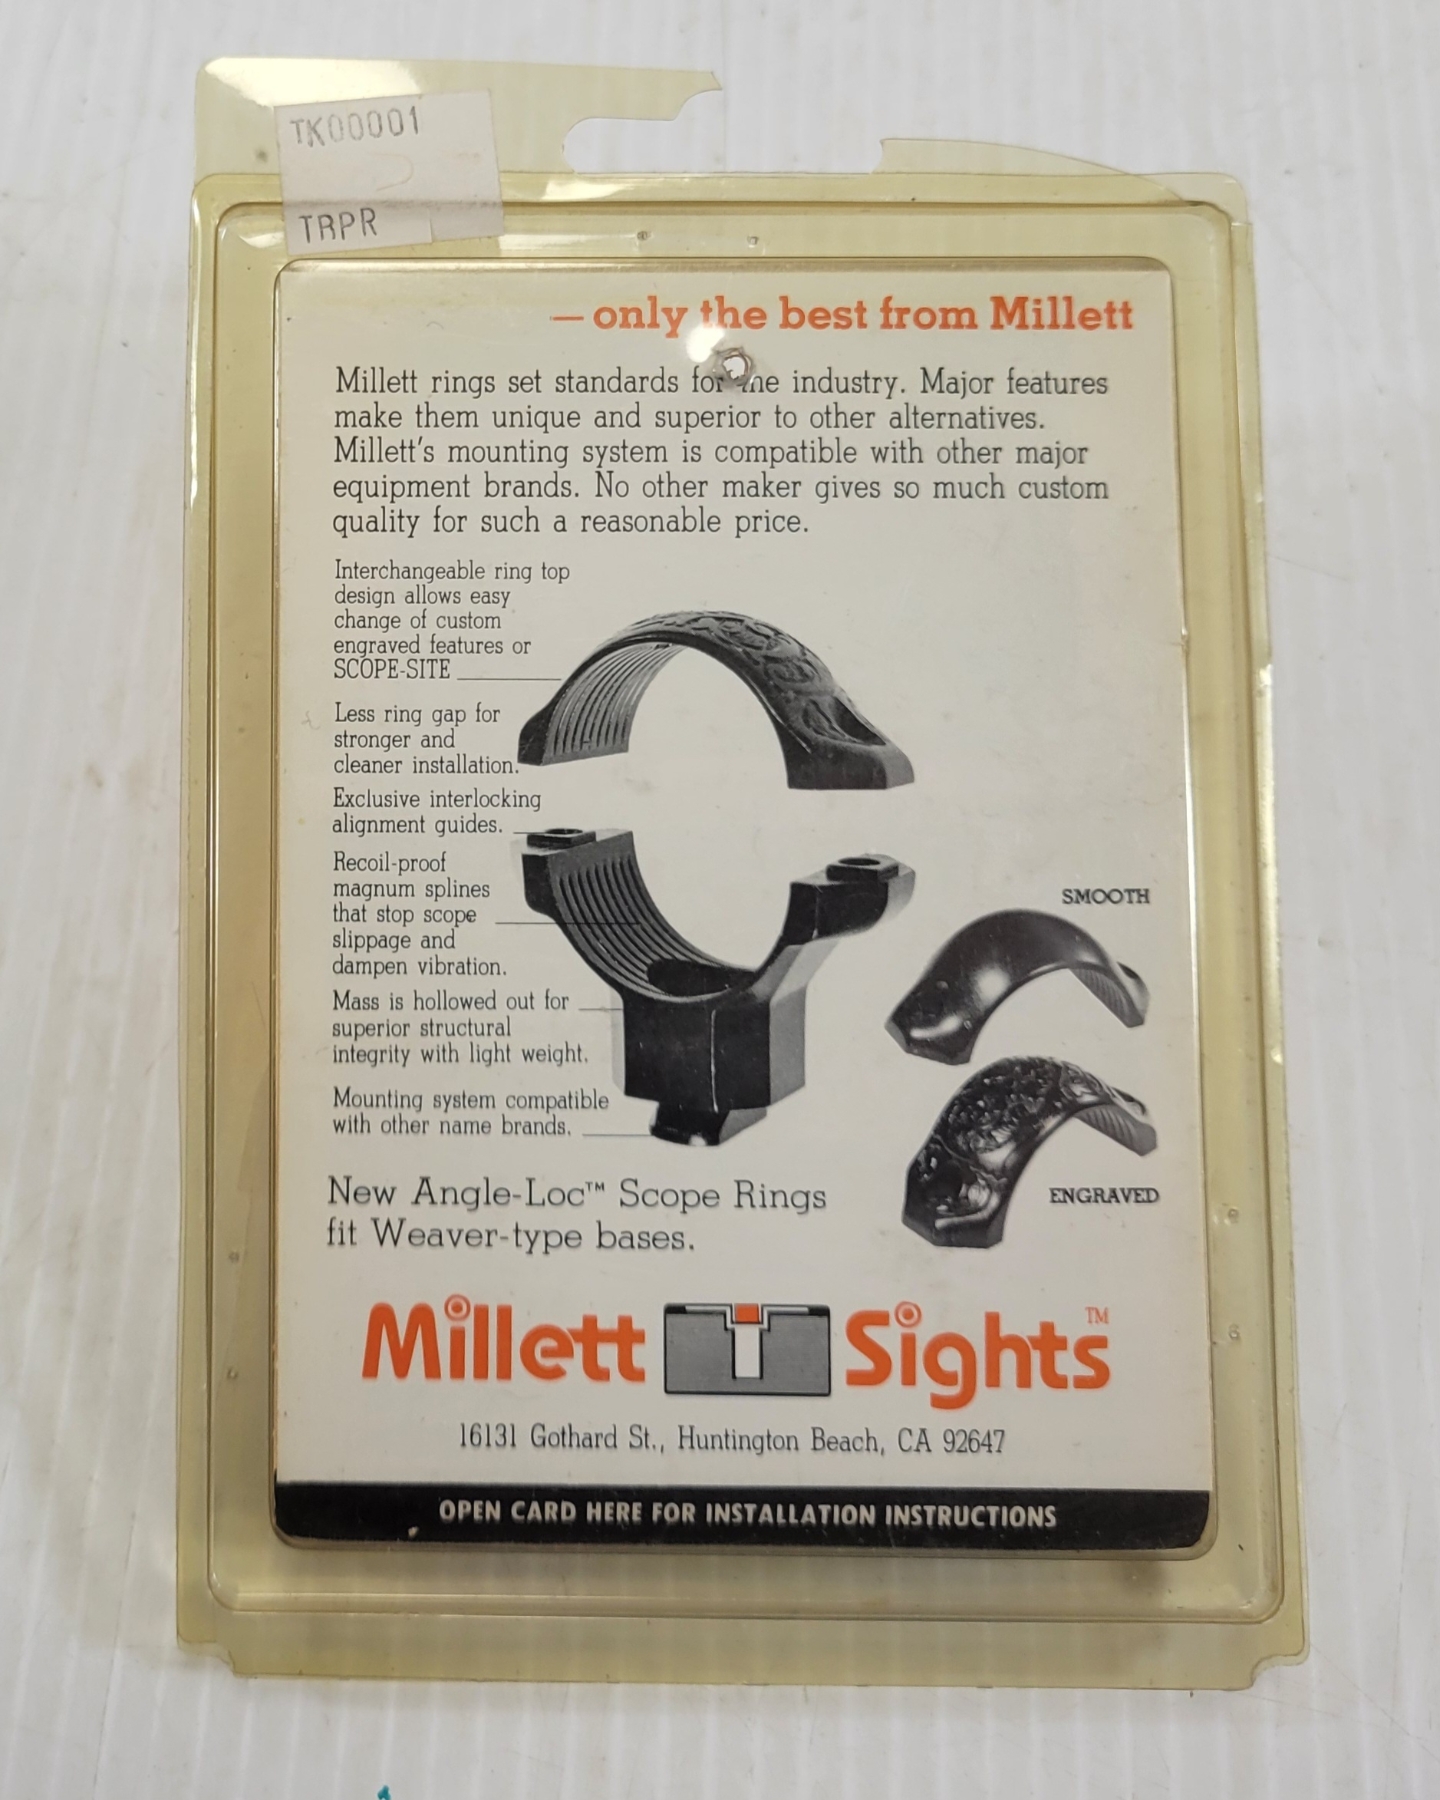 TK00001
TRPR
— only the best from Millett
Millett rings set standards for the industry. Major features
make them unique and superior to other alternatives.
Millett's mounting system is compatible with other major
equipment brands. No other maker gives so much custom
quality for such a reasonable price.
Interchangeable ring top
design allows easy
change of custom
engraved features or
SCOPE-SITE
Less ring gap for
stronger and
cleaner installation.
Exclusive interlocking
alignment guides.
Recoil-proof
magnum splines
that stop scope
slippage and
dampen vibration.
Mass is hollowed out for
superior structural
integrity with light weight.
Mounting system compatible
with other name brands.
SMOOTH
ENGRAVED
New Angle-Loc™ Scope Rings
fit Weaver-type bases.
Millett Sights™
16131 Gothard St., Huntington Beach, CA 92647
OPEN CARD HERE FOR INSTALLATION INSTRUCTIONS